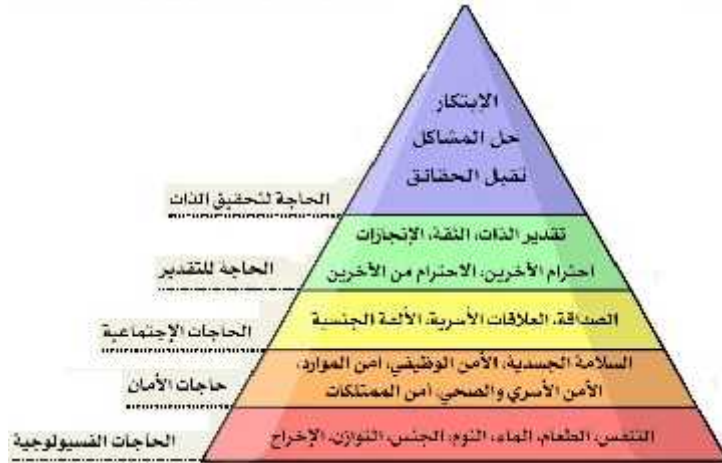 الإبتكار
حل المشاكل
تقبل الحقائق
الحاجة لتحقيق الذات
تقدير الذات، الثقة، الإنجازات
احترام الآخرين، الاحترام من الآخرين
الحاجة للتقدير
الصداقة، العلاقات الأسرية، الألفة الجنسية
الحاجات الإجتماعية
السلامة الجسدية، الأمن الوظيفي، أمن الموارد،
الأمن الأسري والصحي، أمن الممتلكات
حاجات الأمان
التنفس، الطعام، الماء، النوم، الجنس، التوازن، الإخراج
الحاجات الفسيولوجية